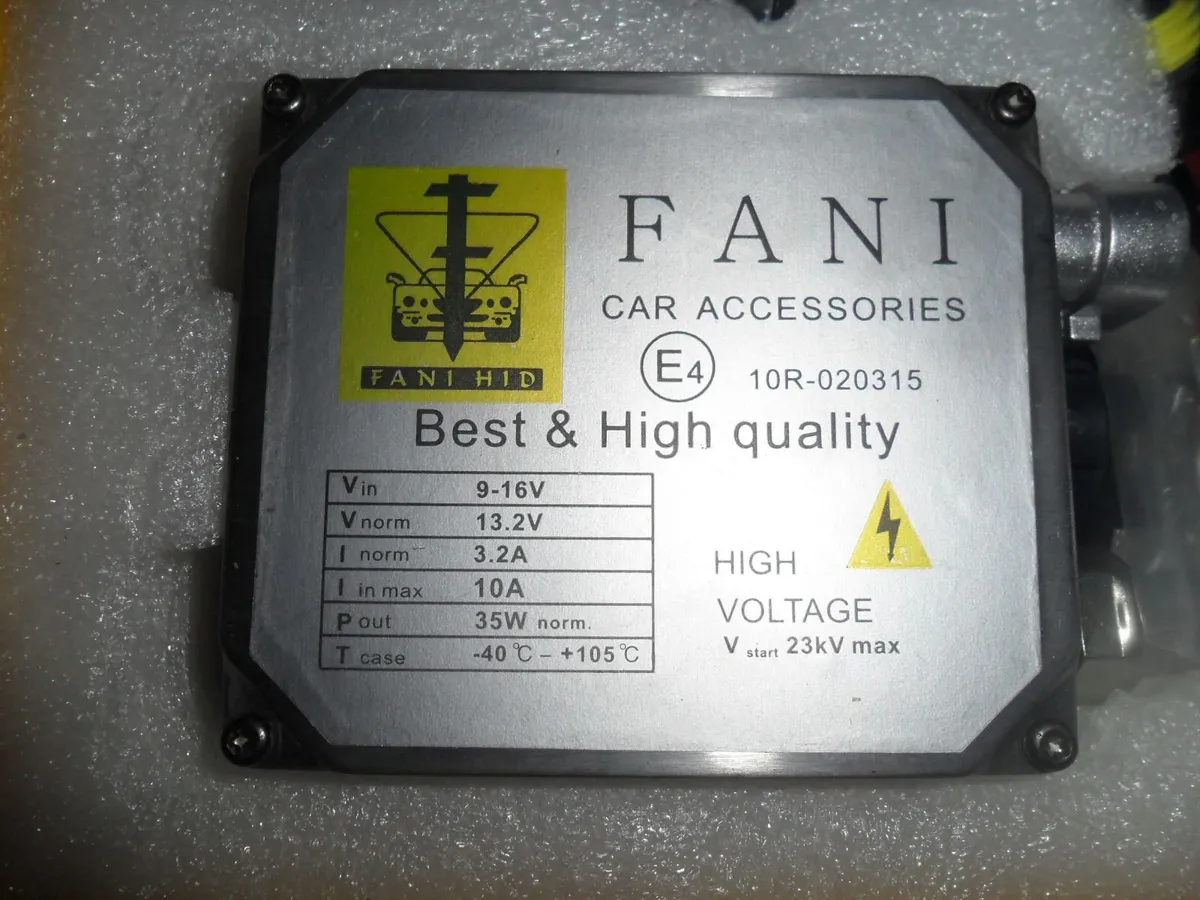 FANI
CAR ACCESSORIES
E4 10R-020315
FANI HID
Best & High quality
Vin 9-16V
Vnorm 13.2V
I norm 3.2A
I in max 10A
P out 35W norm.
T case -40℃ – +105℃
HIGH
VOLTAGE
V start 23kV max